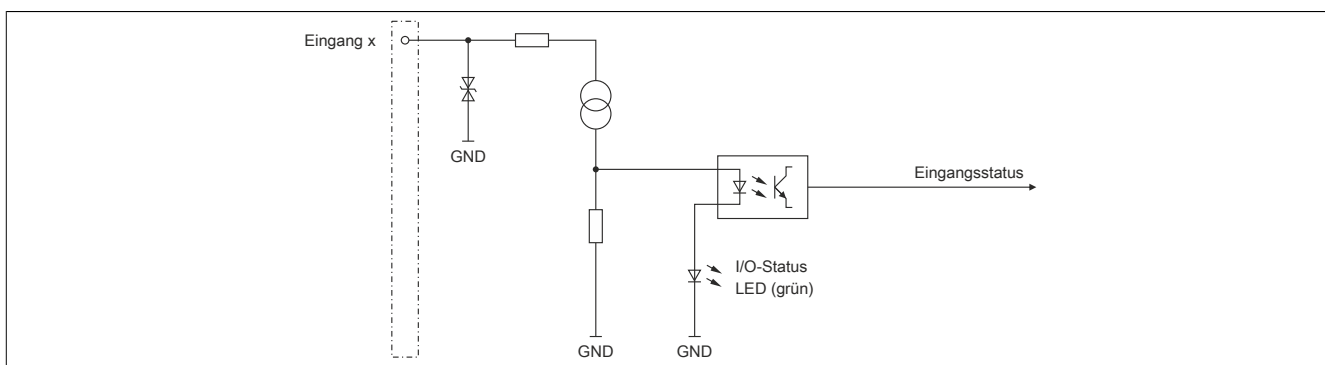 Eingang x
GND
Eingangsstatus
I/O-Status
LED (grün)
GND
GND